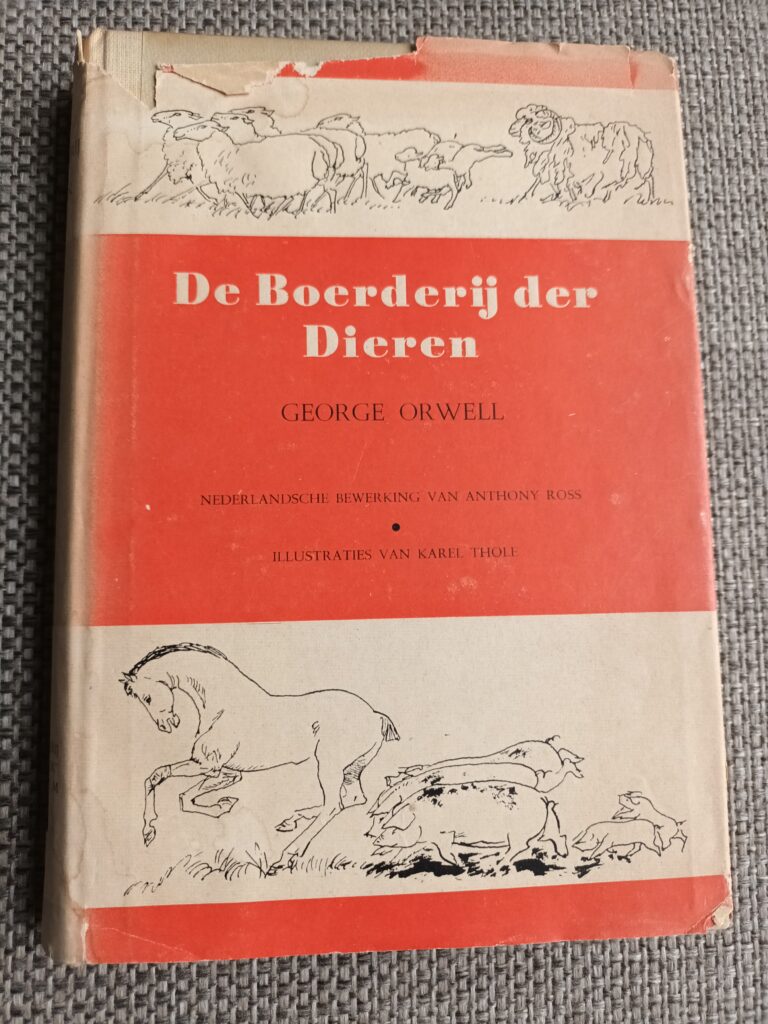 De Boerderij der
Dieren
GEORGE ORWELL
NEDERLANDSCHE BEWERKING VAN ANTHONY ROSS
ILLUSTRATIES VAN KAREL THOLE